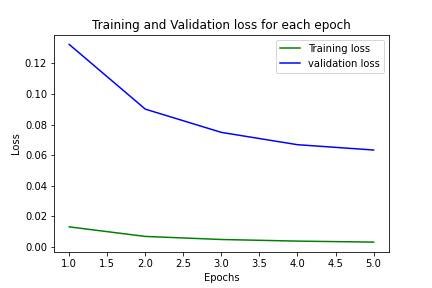 Training and Validation loss for each epoch
Training loss
validation loss
0.12
0.10
0.08
0.06
0.04
0.02
0.00
Loss
1.0 1.5 2.0 2.5 3.0 3.5 4.0 4.5 5.0
Epochs